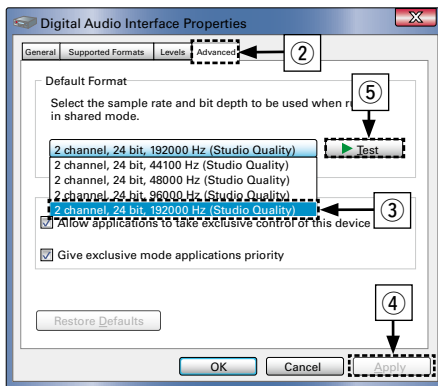 Digital Audio Interface Properties
X
General Supported Formats Levels Advanced
2
Default Format
5
Select the sample rate and bit depth to be used when
in shared mode.
2 channel, 24 bit, 192000 Hz (Studio Quality)
Test
2 channel, 24 bit, 44100 Hz (Studio Quality)
2 channel, 24 bit, 48000 Hz (Studio Quality)
2 channel, 24 bit, 96000 Hz (Studio Quality)
2 channel, 24 bit, 192000 Hz (Studio Quality)
3
Allow applications to take exclusive control of this device
Give exclusive mode applications priority
4
Restore Defaults
OK Cancel Apply